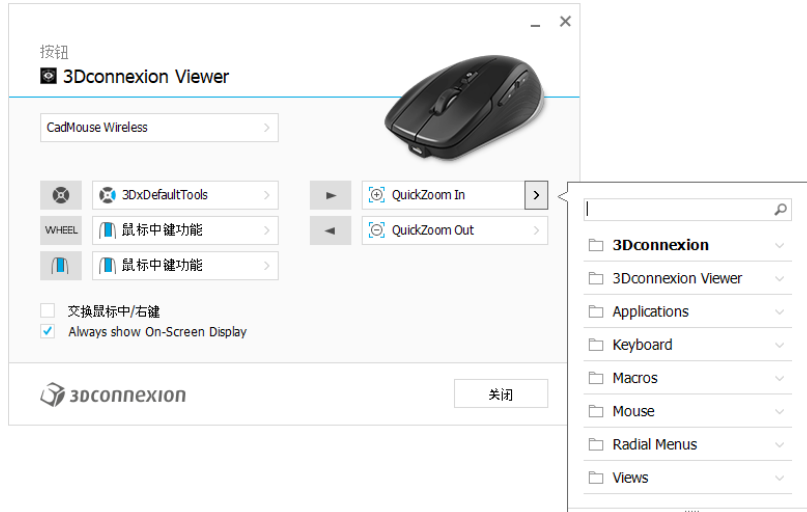 按钮
3Dconnexion Viewer
CadMouse Wireless
3DxDefaultTools
QuickZoom In
WHEEL
鼠标中键功能
QuickZoom Out
鼠标中键功能
交换鼠标中/右键
Always show On-Screen Display
3Dconnexion
关闭
3Dconnexion
3Dconnexion Viewer
Applications
Keyboard
Macros
Mouse
Radial Menus
Views